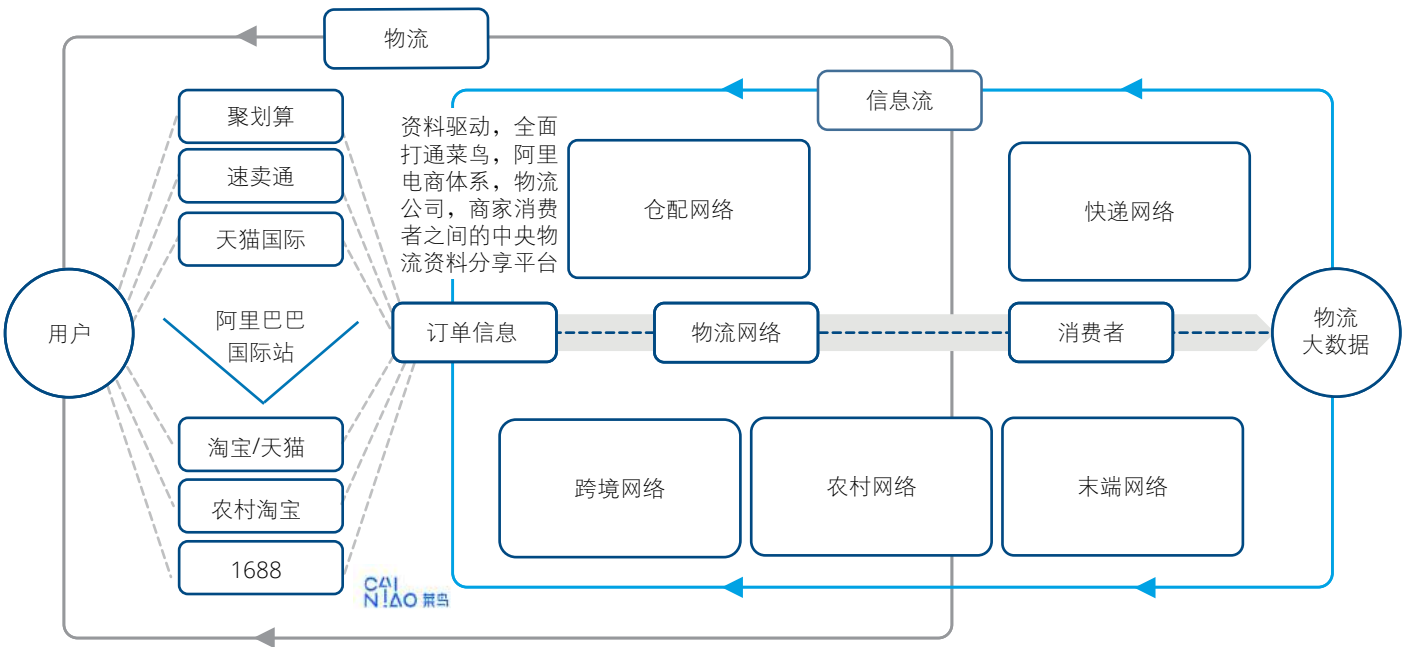 物流
信息流
聚划算
速卖通
天猫国际
资料驱动，全面
打通菜鸟，阿里
电商体系，物流
公司，商家消费
者之间的中央物
流资料分享平台
仓配网络
快递网络
用户
阿里巴巴
国际站
订单信息
物流网络
消费者
物流
大数据
淘宝/天猫
农村淘宝
1688
跨境网络
农村网络
末端网络
CAI
NIAO 菜鸟